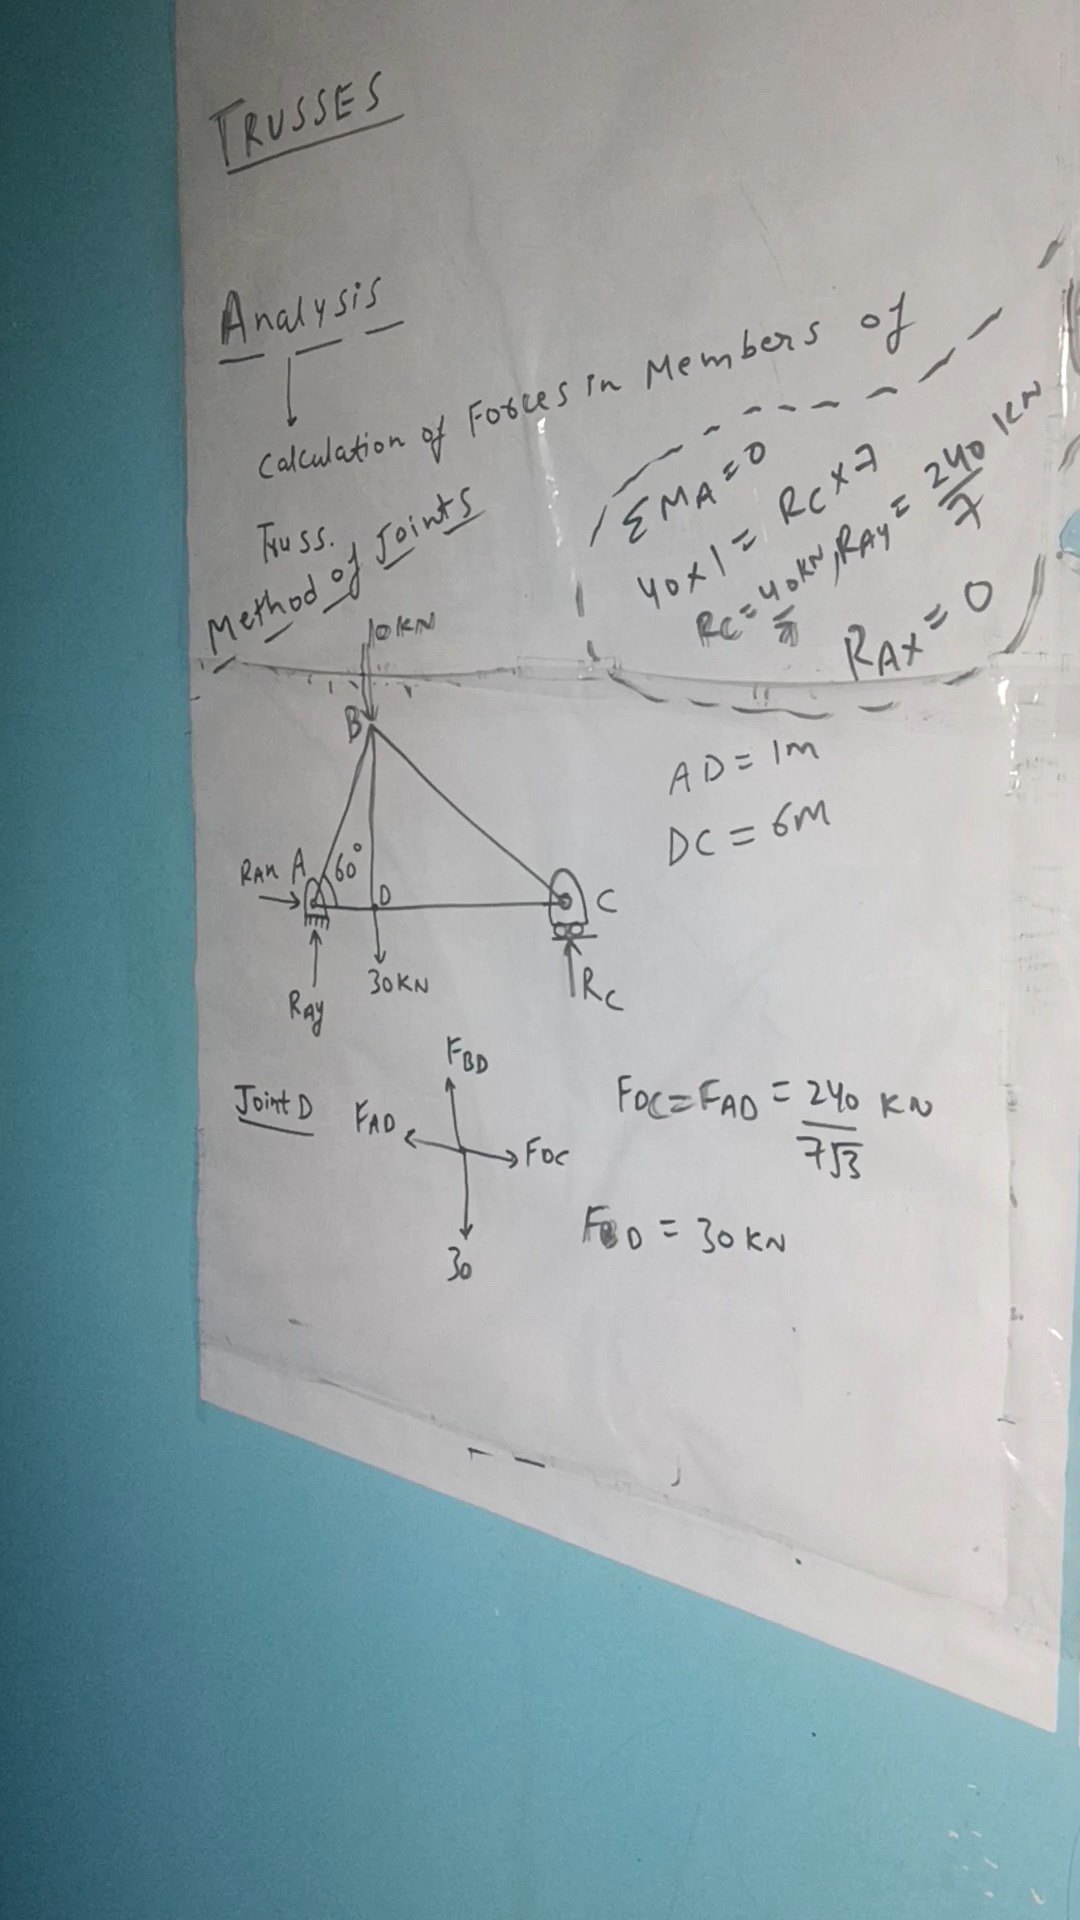 TRUSSES
Analysis
Calculation of Forces in Members of
Truss.
Method of Joints
ΣMA=0
40×1 = RC×7
RC=40/7 KN, RAY = 240/7 KN
RAX = 0
10KN
B
AD = 1M
DC = 6M
RAX A 60° D C
30KN
RAY
RC
Joint D
FBD
FAD
FDC
30
FDC=FAD = 240/7√3 KN
FBD = 30KN